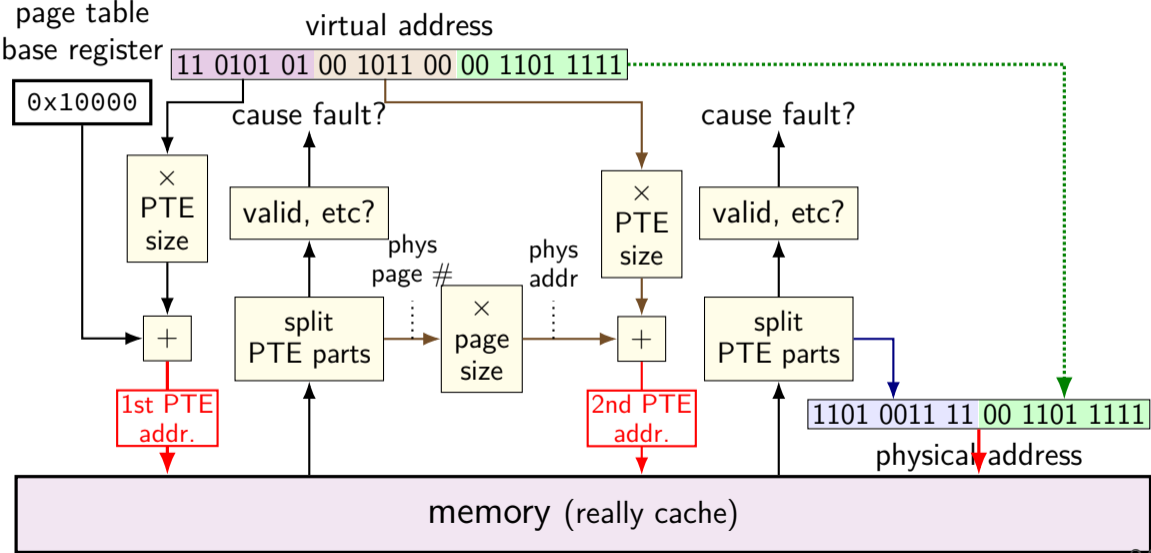 page table
base register
0x10000
virtual address
11 0101 01 00 1011 00 00 1101 1111
×
PTE
size
+
1st PTE
addr.
cause fault?
valid, etc?
split
PTE parts
phys
page #
×
page
size
phys
addr
×
PTE
size
+
2nd PTE
addr.
cause fault?
valid, etc?
split
PTE parts
1101 0011 11 00 1101 1111
physical address
memory (really cache)